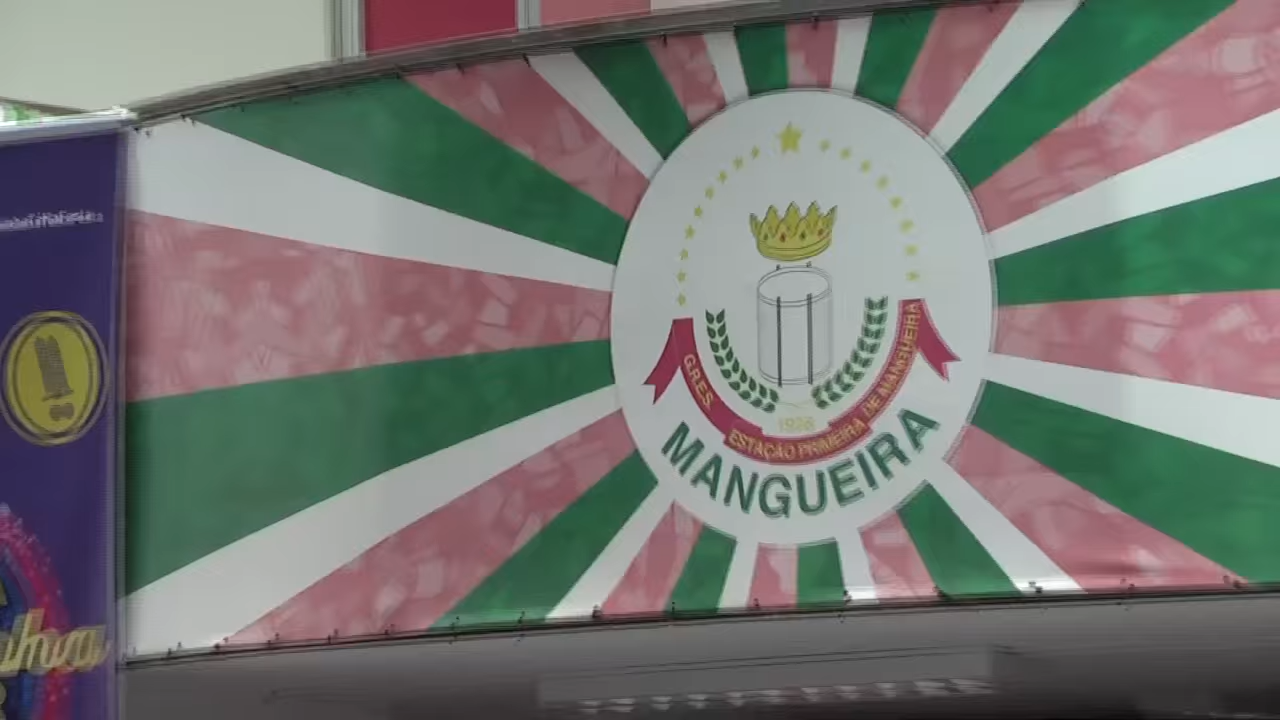 G.R.E.S.
ESTAÇÃO PRIMEIRA
DE MANGUEIRA
1928
MANGUEIRA